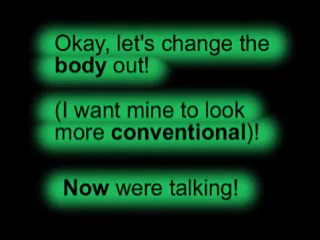 Okay, let's change the
body out!
(I want mine to look
more conventional)!
Now were talking!